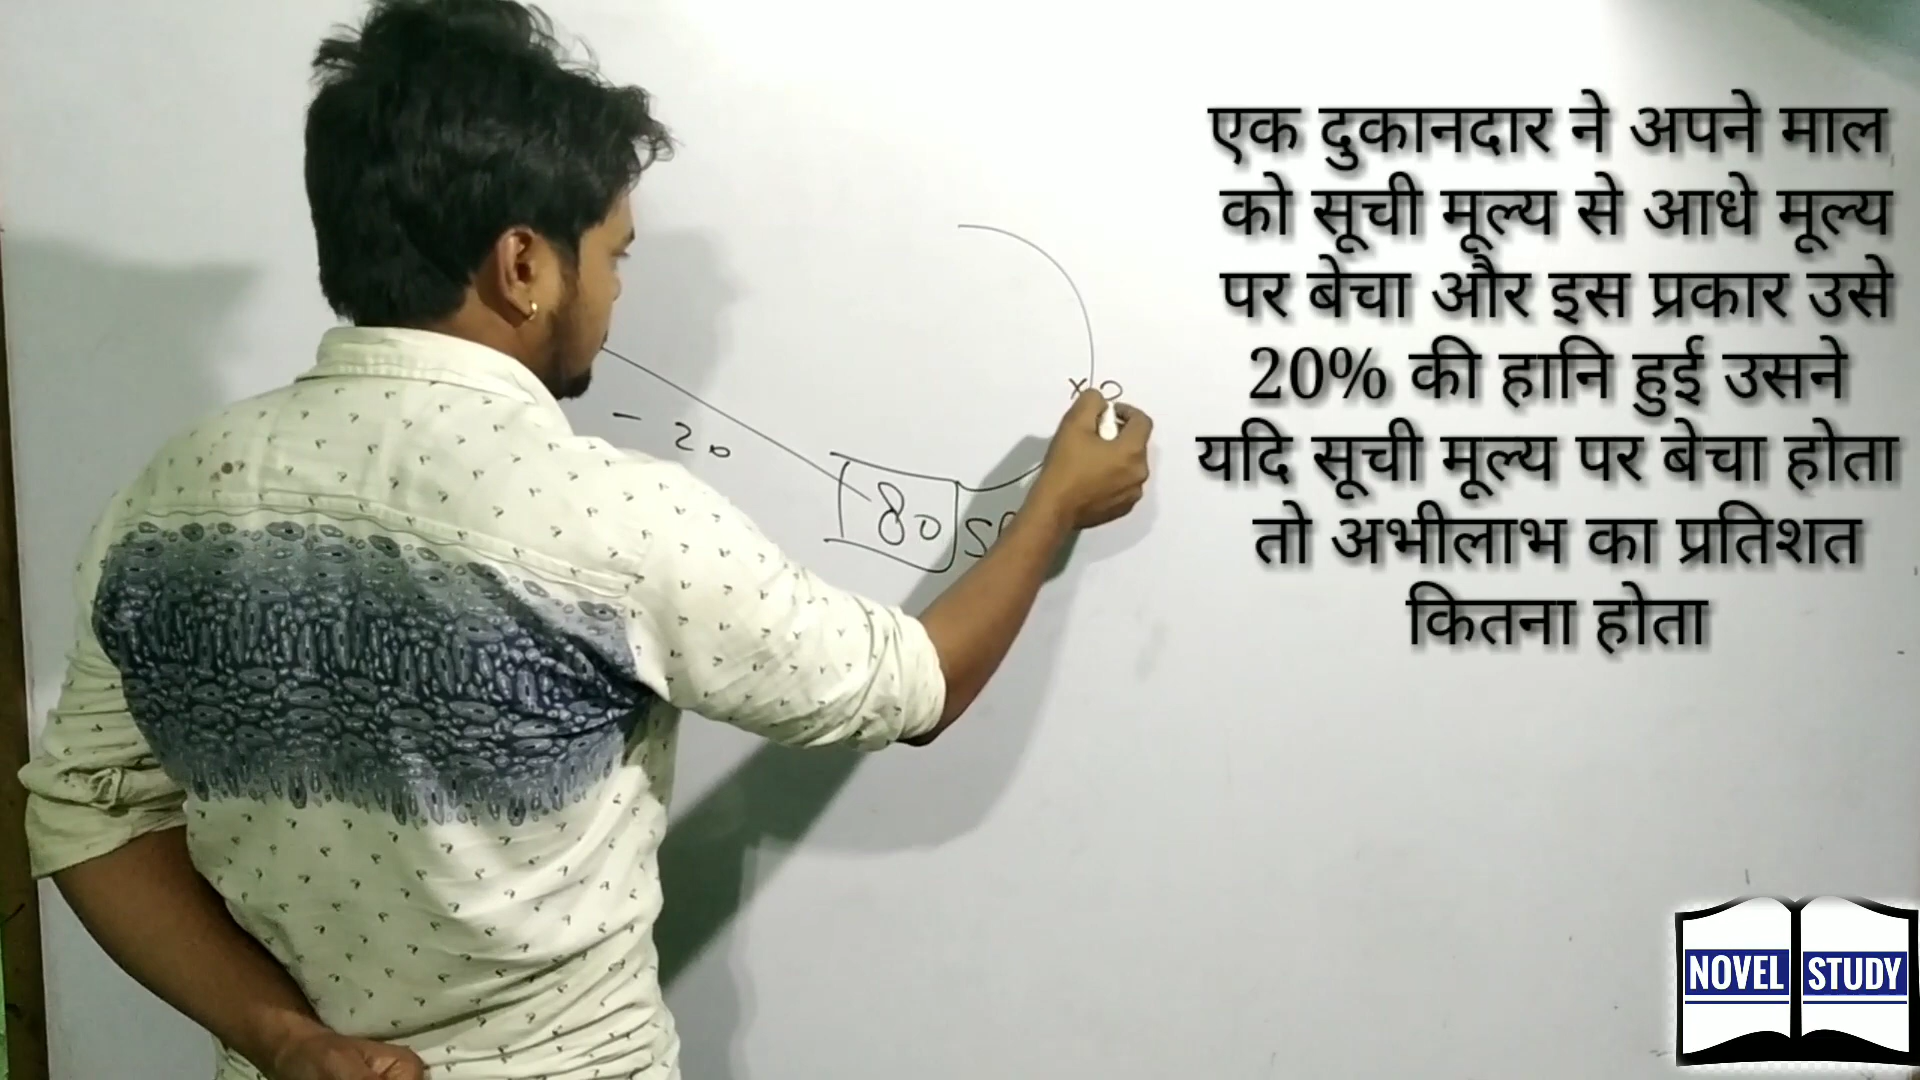 एक दुकानदार ने अपने माल
को सूची मूल्य से आधे मूल्य
पर बेचा और इस प्रकार उसे
20% की हानि हुई उसने
यदि सूची मूल्य पर बेचा होता
तो अभीलाभ का प्रतिशत
कितना होता
- 20
80
NOVEL STUDY